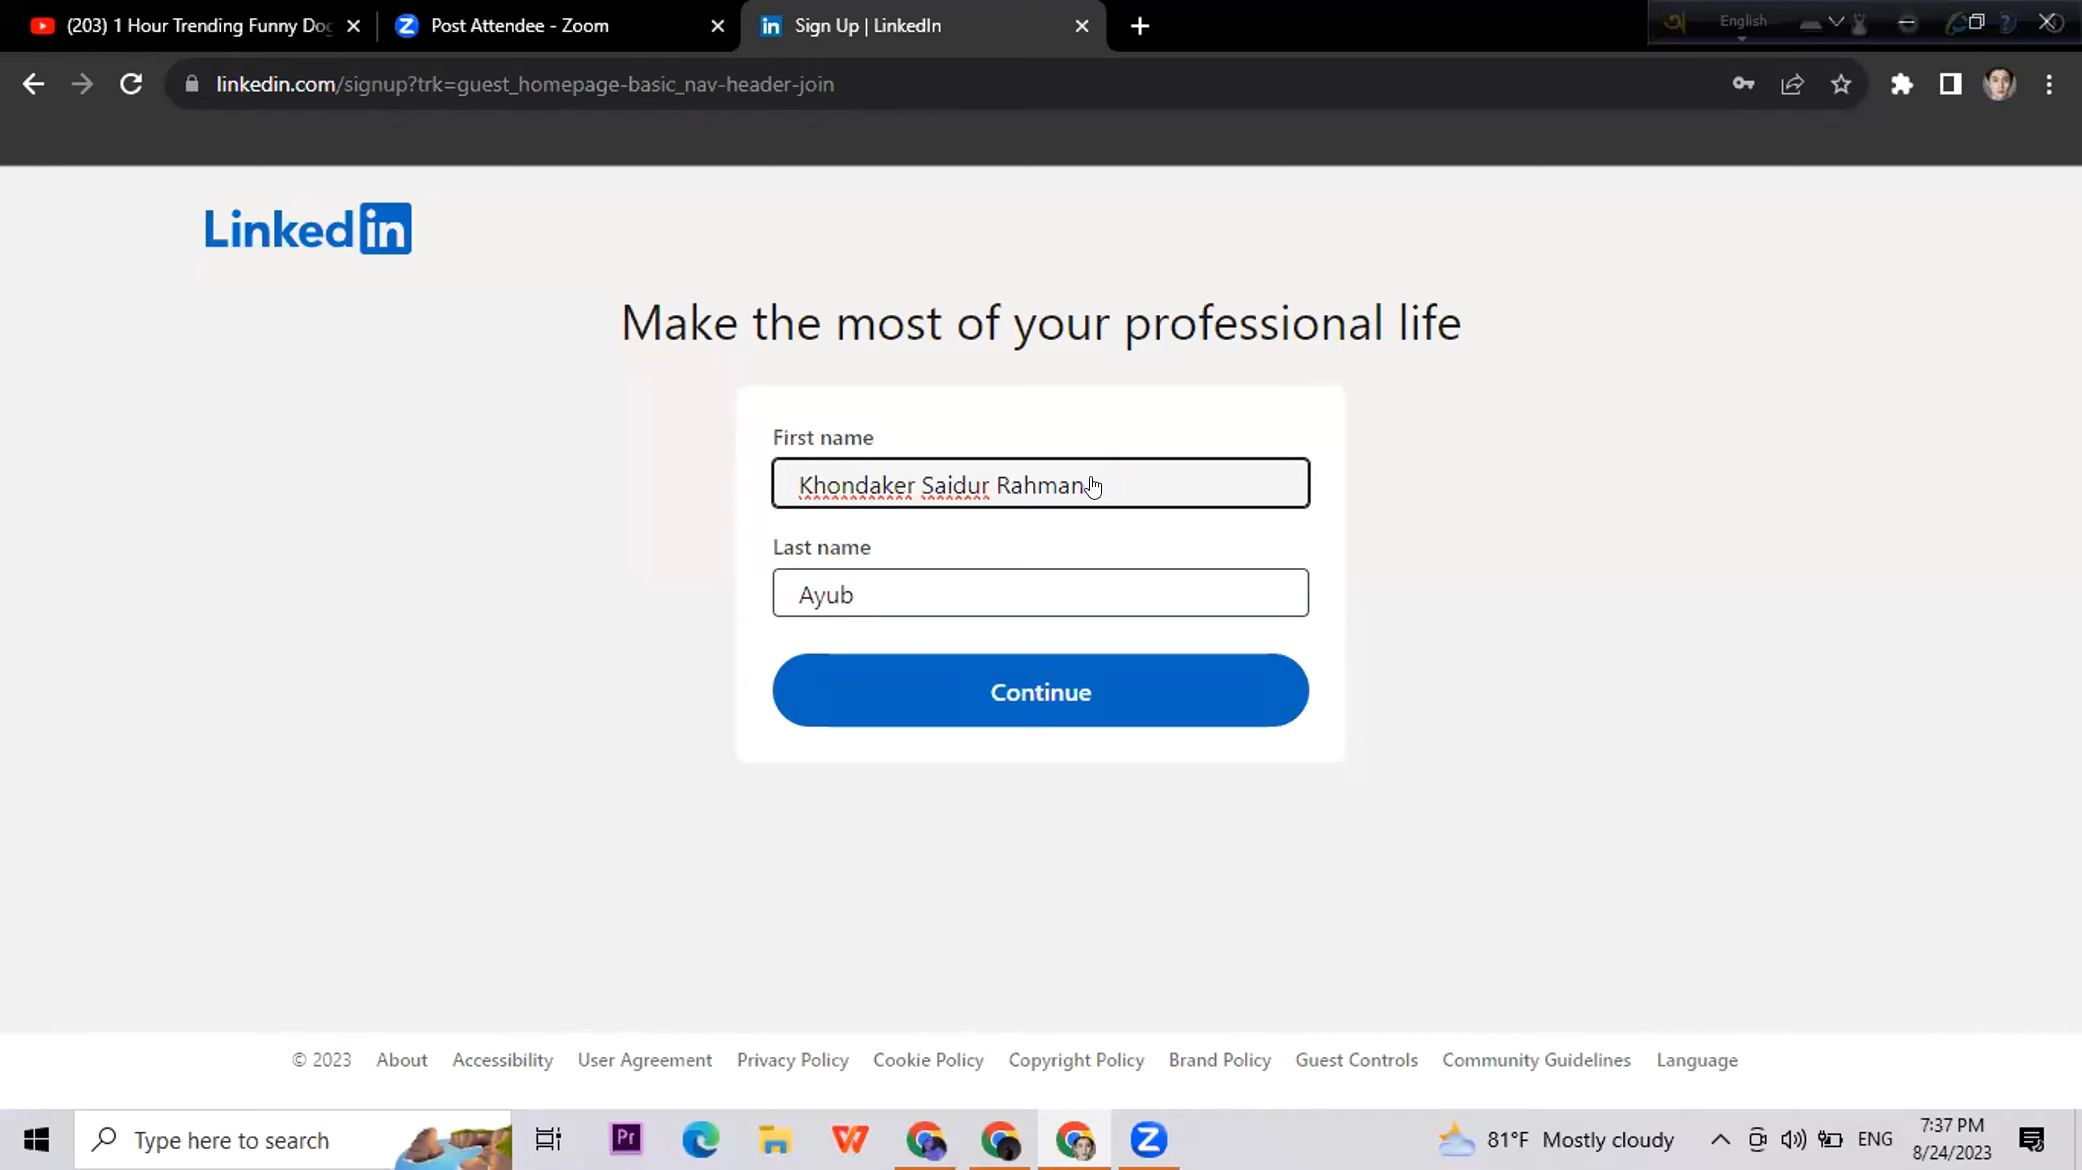 (203) 1 Hour Trending Funny Dog
Post Attendee - Zoom
Sign Up | LinkedIn
English
linkedin.com/signup?trk=guest_homepage-basic_nav-header-join
Linkedin
Make the most of your professional life
First name
Khondaker Saidur Rahman
Last name
Ayub
Continue
© 2023 About Accessibility User Agreement Privacy Policy Cookie Policy Copyright Policy Brand Policy Guest Controls Community Guidelines Language
Type here to search
Pr
81°F Mostly cloudy
ENG
7:37 PM
8/24/2023